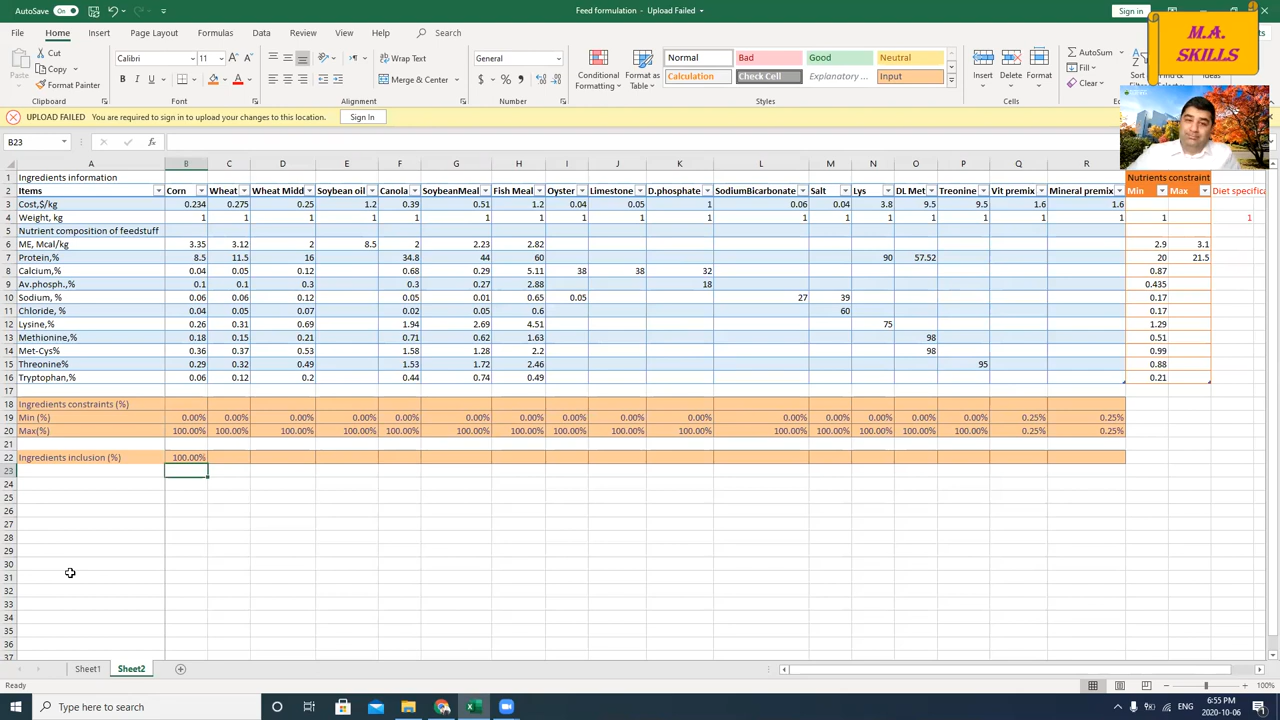 AutoSave On Feed formulation - Upload Failed Sign in
M.A.
SKILLS
File Home Insert Page Layout Formulas Data Review View Help Search
Cut
Copy
Format Painter
Paste
Calibri 11
General
Wrap Text
Merge & Center
Conditional Formatting
Format as Table
Normal Bad Good Neutral
Calculation Check Cell Explanatory ... Input
Insert Delete Format
AutoSum
Fill
Clear
Clipboard Font Alignment Number Styles Cells
UPLOAD FAILED You are required to sign in to upload your changes to this location. Sign In
B23 fx
A B C D E F G H I J K L M N O P Q R
1 Ingredients information Nutrients constraint
2 Items Corn Wheat Wheat Midd Soybean oil Canola SoybeanMeal Fish Meal Oyster Limestone D.phosphate SodiumBicarbonate Salt Lys DL Met Treonine Vit premix Mineral premix Min Max Diet specifica
3 Cost,$/kg 0.234 0.275 0.25 1.2 0.39 0.51 1.2 0.04 0.05 1 0.06 0.04 3.8 9.5 9.5 1.6 1.6
4 Weight, kg 1 1 1 1 1 1 1 1 1 1 1 1 1 1 1 1 1 1 1
5 Nutrient composition of feedstuff
6 ME, Mcal/kg 3.35 3.12 2 8.5 2 2.23 2.82 2.9 3.1
7 Protein,% 8.5 11.5 16 34.8 44 60 90 57.52 20 21.5
8 Calcium,% 0.04 0.05 0.12 0.68 0.29 5.11 38 38 32 0.87
9 Av.phosph.,% 0.1 0.1 0.3 0.3 0.27 2.88 18 0.435
10 Sodium, % 0.06 0.06 0.12 0.05 0.01 0.65 0.05 27 39 0.17
11 Chloride, % 0.04 0.05 0.07 0.02 0.05 0.6 60 0.17
12 Lysine,% 0.26 0.31 0.69 1.94 2.69 4.51 75 1.29
13 Methionine,% 0.18 0.15 0.21 0.71 0.62 1.63 98 0.51
14 Met-Cys% 0.36 0.37 0.53 1.58 1.28 2.2 98 0.99
15 Threonine% 0.29 0.32 0.49 1.53 1.72 2.46 95 0.88
16 Tryptophan,% 0.06 0.12 0.2 0.44 0.74 0.49 0.21
17
18 Ingredients constraints (%)
19 Min (%) 0.00% 0.00% 0.00% 0.00% 0.00% 0.00% 0.00% 0.00% 0.00% 0.00% 0.00% 0.00% 0.00% 0.00% 0.00% 0.25% 0.25%
20 Max(%) 100.00% 100.00% 100.00% 100.00% 100.00% 100.00% 100.00% 100.00% 100.00% 100.00% 100.00% 100.00% 100.00% 100.00% 100.00% 0.25% 0.25%
21
22 Ingredients inclusion (%) 100.00%
23
24
25
26
27
28
29
30
31
32
33
34
35
36
37
Sheet1 Sheet2
Ready 100%
Type here to search ENG 6:55 PM
2020-10-06